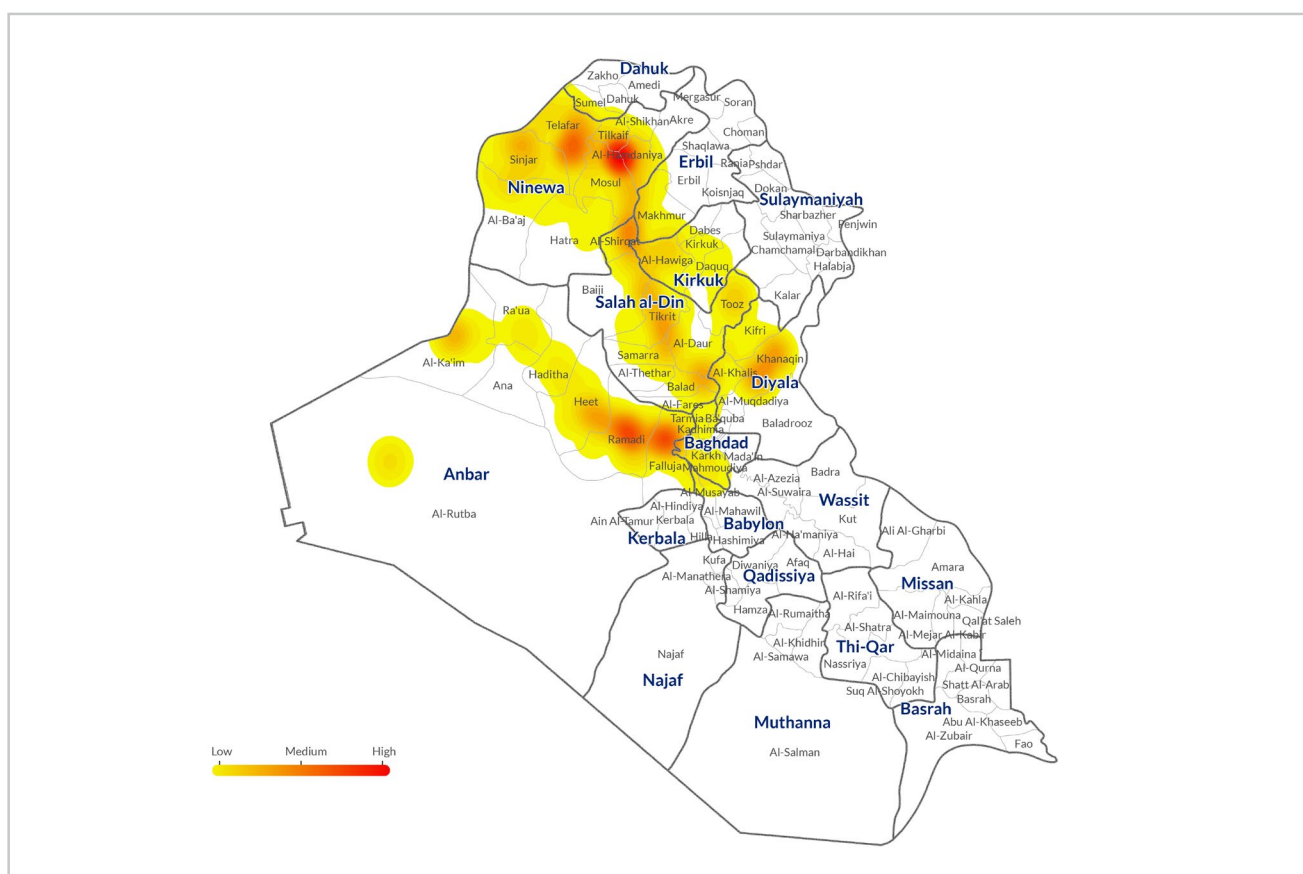 Dahuk
Zakho
Amedi
Sumel
Dahuk
Mergasur
Soran
Telafar
Al-Shikhan
Akre
Choman
Tilkaif
Shaqlawa
Sinjar
Al-Hamdaniya
Erbil
Rania
Pshdar
Ninewa
Mosul
Erbil
Koisnjaq
Dokan
Sulaymaniyah
Al-Ba'aj
Makhmur
Sharbazher
Penjwin
Hatra
Al-Shirqat
Dabes
Kirkuk
Sulaymaniya
Chamchamal
Darbandikhan
Al-Hawiga
Daquq
Halabja
Kirkuk
Baiji
Salah al-Din
Tooz
Kalar
Ra'ua
Tikrit
Kifri
Al-Ka'im
Al-Daur
Samarra
Khanaqin
Haditha
Al-Thethar
Al-Khalis
Ana
Balad
Diyala
Heet
Al-Fares
Al-Muqdadiya
Tarmia
Ba'quba
Baladrooz
Kadhimia
Ramadi
Baghdad
Karkh
Mada'in
Falluja
Mahmoudiya
Anbar
Badra
Al-Azezia
Al-Musayab
Al-Suwaira
Wassit
Al-Rutba
Al-Hindiya
Al-Mahawil
Ain Al-Tamur
Kerbala
Babylon
Kut
Kerbala
Hilla
Hashimiya
Al-Na'maniya
Ali Al-Gharbi
Al-Hai
Kufa
Diwaniya
Afaq
Al-Manathera
Qadissiya
Amara
Al-Shamiya
Missan
Hamza
Al-Rumaitha
Al-Rifa'i
Al-Kahla
Al-Maimouna
Qal'at Saleh
Al-Shatra
Al-Mejar Al-Kabir
Al-Khidhir
Thi-Qar
Najaf
Al-Samawa
Nassriya
Al-Midaina
Al-Qurna
Najaf
Al-Chibayish
Shatt Al-Arab
Suq Al-Shoyokh
Basrah
Basrah
Muthanna
Abu Al-Khaseeb
Al-Zubair
Fao
Al-Salman
Low Medium High